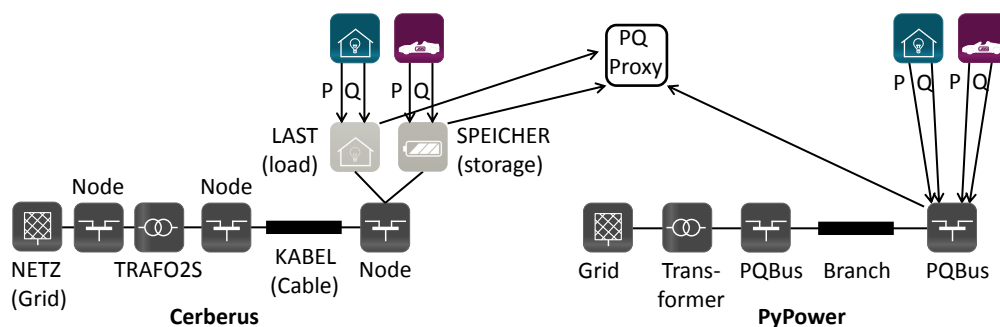 PQ
Proxy
P
Q
P
Q
P
Q
P
Q
LAST
(load)
SPEICHER
(storage)
Node
Node
NETZ
(Grid)
TRAFO2S
KABEL
(Cable)
Node
Grid
Trans-
former
PQBus
Branch
PQBus
Cerberus
PyPower